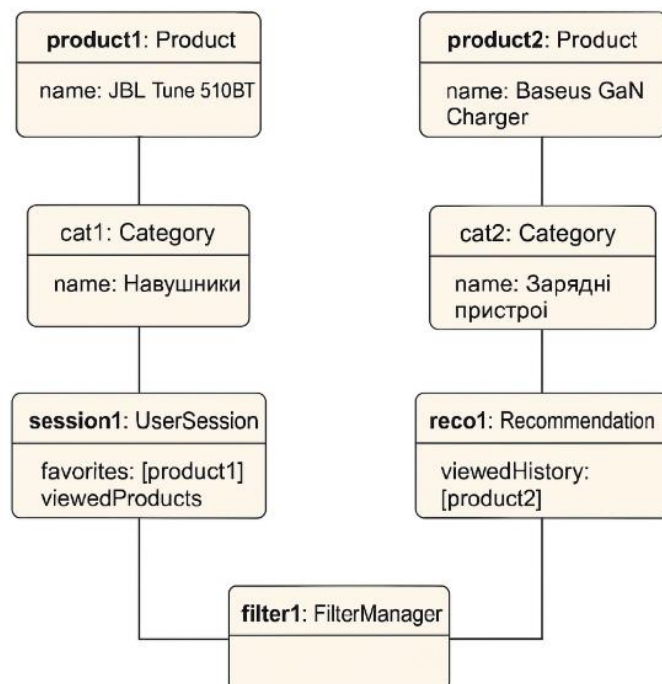 product1: Product
name: JBL Tune 510BT
product2: Product
name: Baseus GaN
Charger
cat1: Category
name: Навушники
cat2: Category
name: Зарядні
пристрої
session1: UserSession
favorites: [product1]
viewedProducts
reco1: Recommendation
viewedHistory:
[product2]
filter1: FilterManager